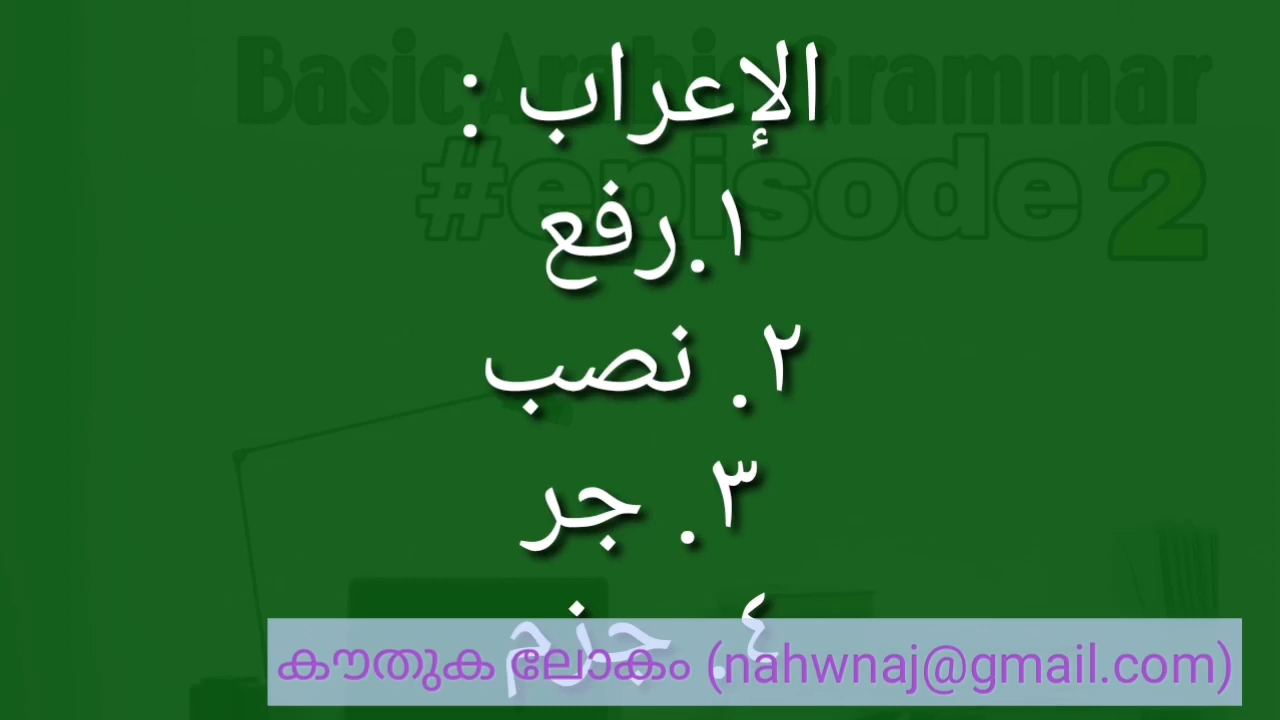 Basic Arabic Grammar
#episode 2
الإعراب :
١.رفع
٢. نصب
٣. جر
٤. جزم
കൗതുക ലോകം (nahwnaj@gmail.com)